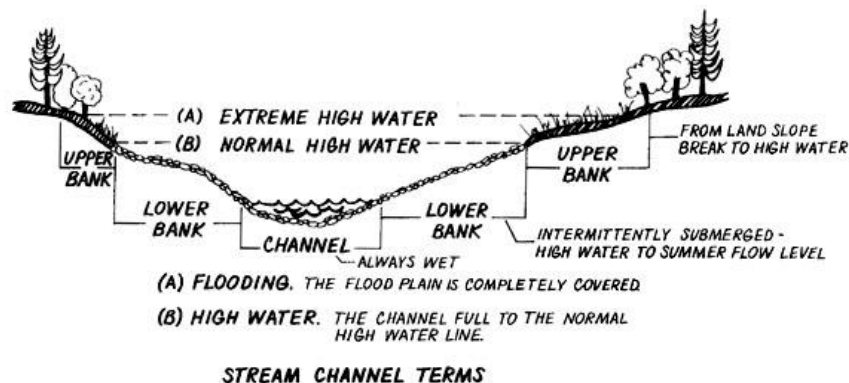 (A) EXTREME HIGH WATER
(B) NORMAL HIGH WATER
FROM LAND SLOPE
BREAK TO HIGH WATER
UPPER
BANK
UPPER
BANK
LOWER
BANK
LOWER
BANK
CHANNEL
ALWAYS WET
INTERMITTENTLY SUBMERGED -
HIGH WATER TO SUMMER FLOW LEVEL
(A) FLOODING. THE FLOOD PLAIN IS COMPLETELY COVERED.
(B) HIGH WATER. THE CHANNEL FULL TO THE NORMAL
HIGH WATER LINE.
STREAM CHANNEL TERMS